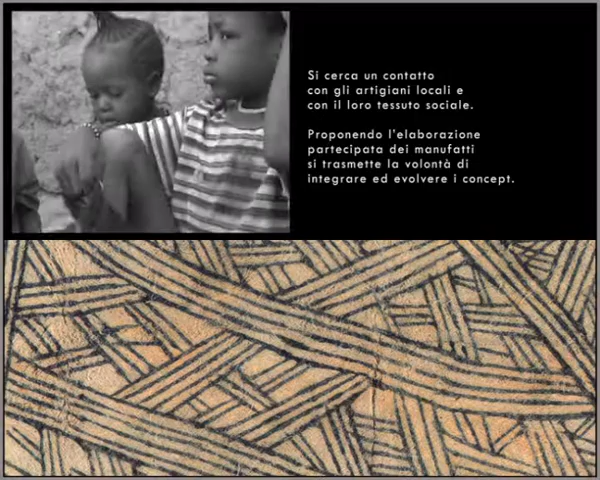 Si cerca un contatto
con gli artigiani locali e
con il loro tessuto sociale.
Proponendo l'elaborazione
partecipata dei manufatti
si trasmette la volontà di
integrare ed evolvere i concept.